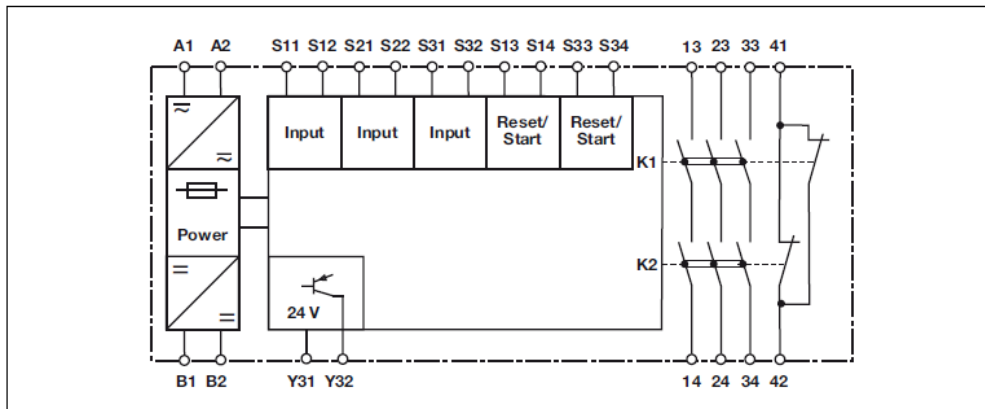 A1 A2 S11 S12 S21 S22 S31 S32 S13 S14 S33 S34 13 23 33 41
Input Input Input Reset/ Start Reset/ Start
K1
Power
K2
24 V
B1 B2 Y31 Y32 14 24 34 42